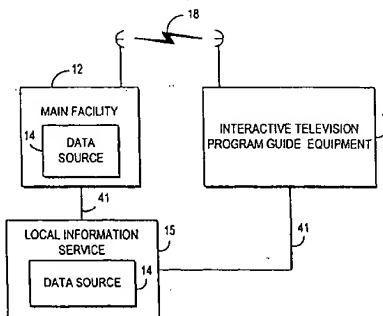 18
12
MAIN FACILITY
14
DATA
SOURCE
INTERACTIVE TELEVISION
PROGRAM GUIDE EQUIPMENT
41
LOCAL INFORMATION
SERVICE
15
41
DATA SOURCE
14